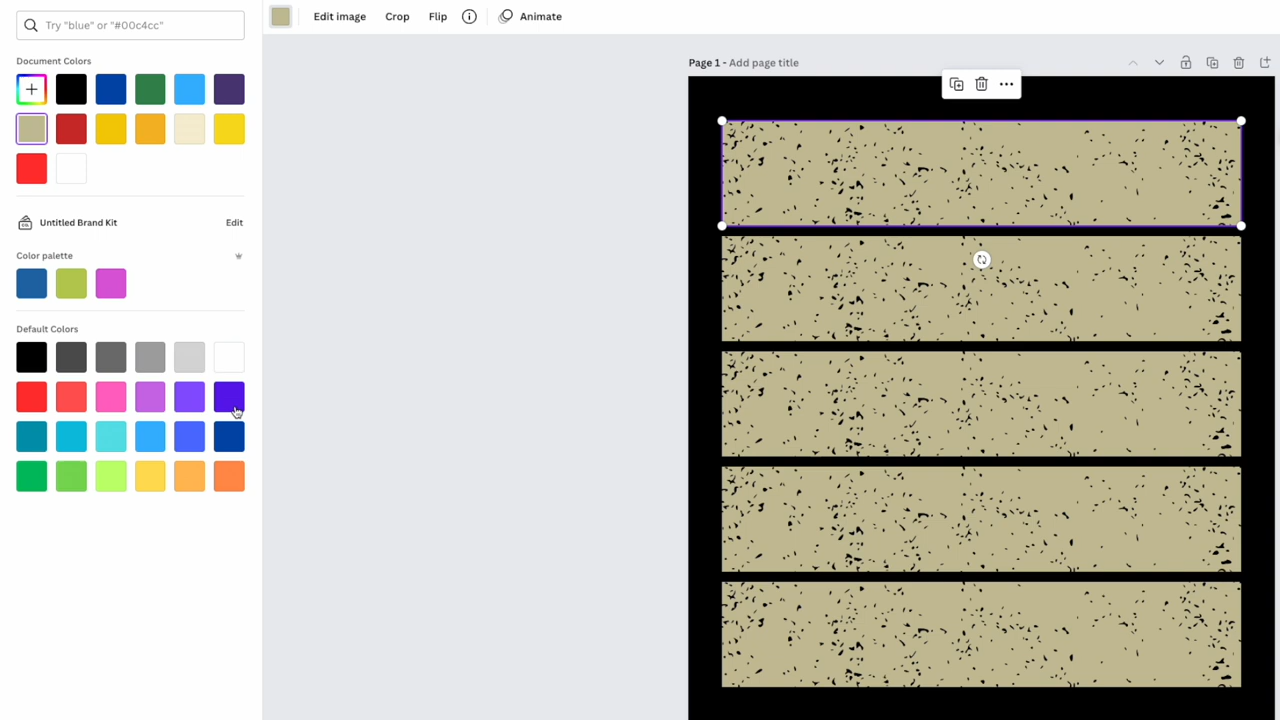 Try "blue" or "#00c4cc"
Edit image
Crop
Flip
Animate
Document Colors
Page 1 - Add page title
Untitled Brand Kit
Edit
Color palette
Default Colors